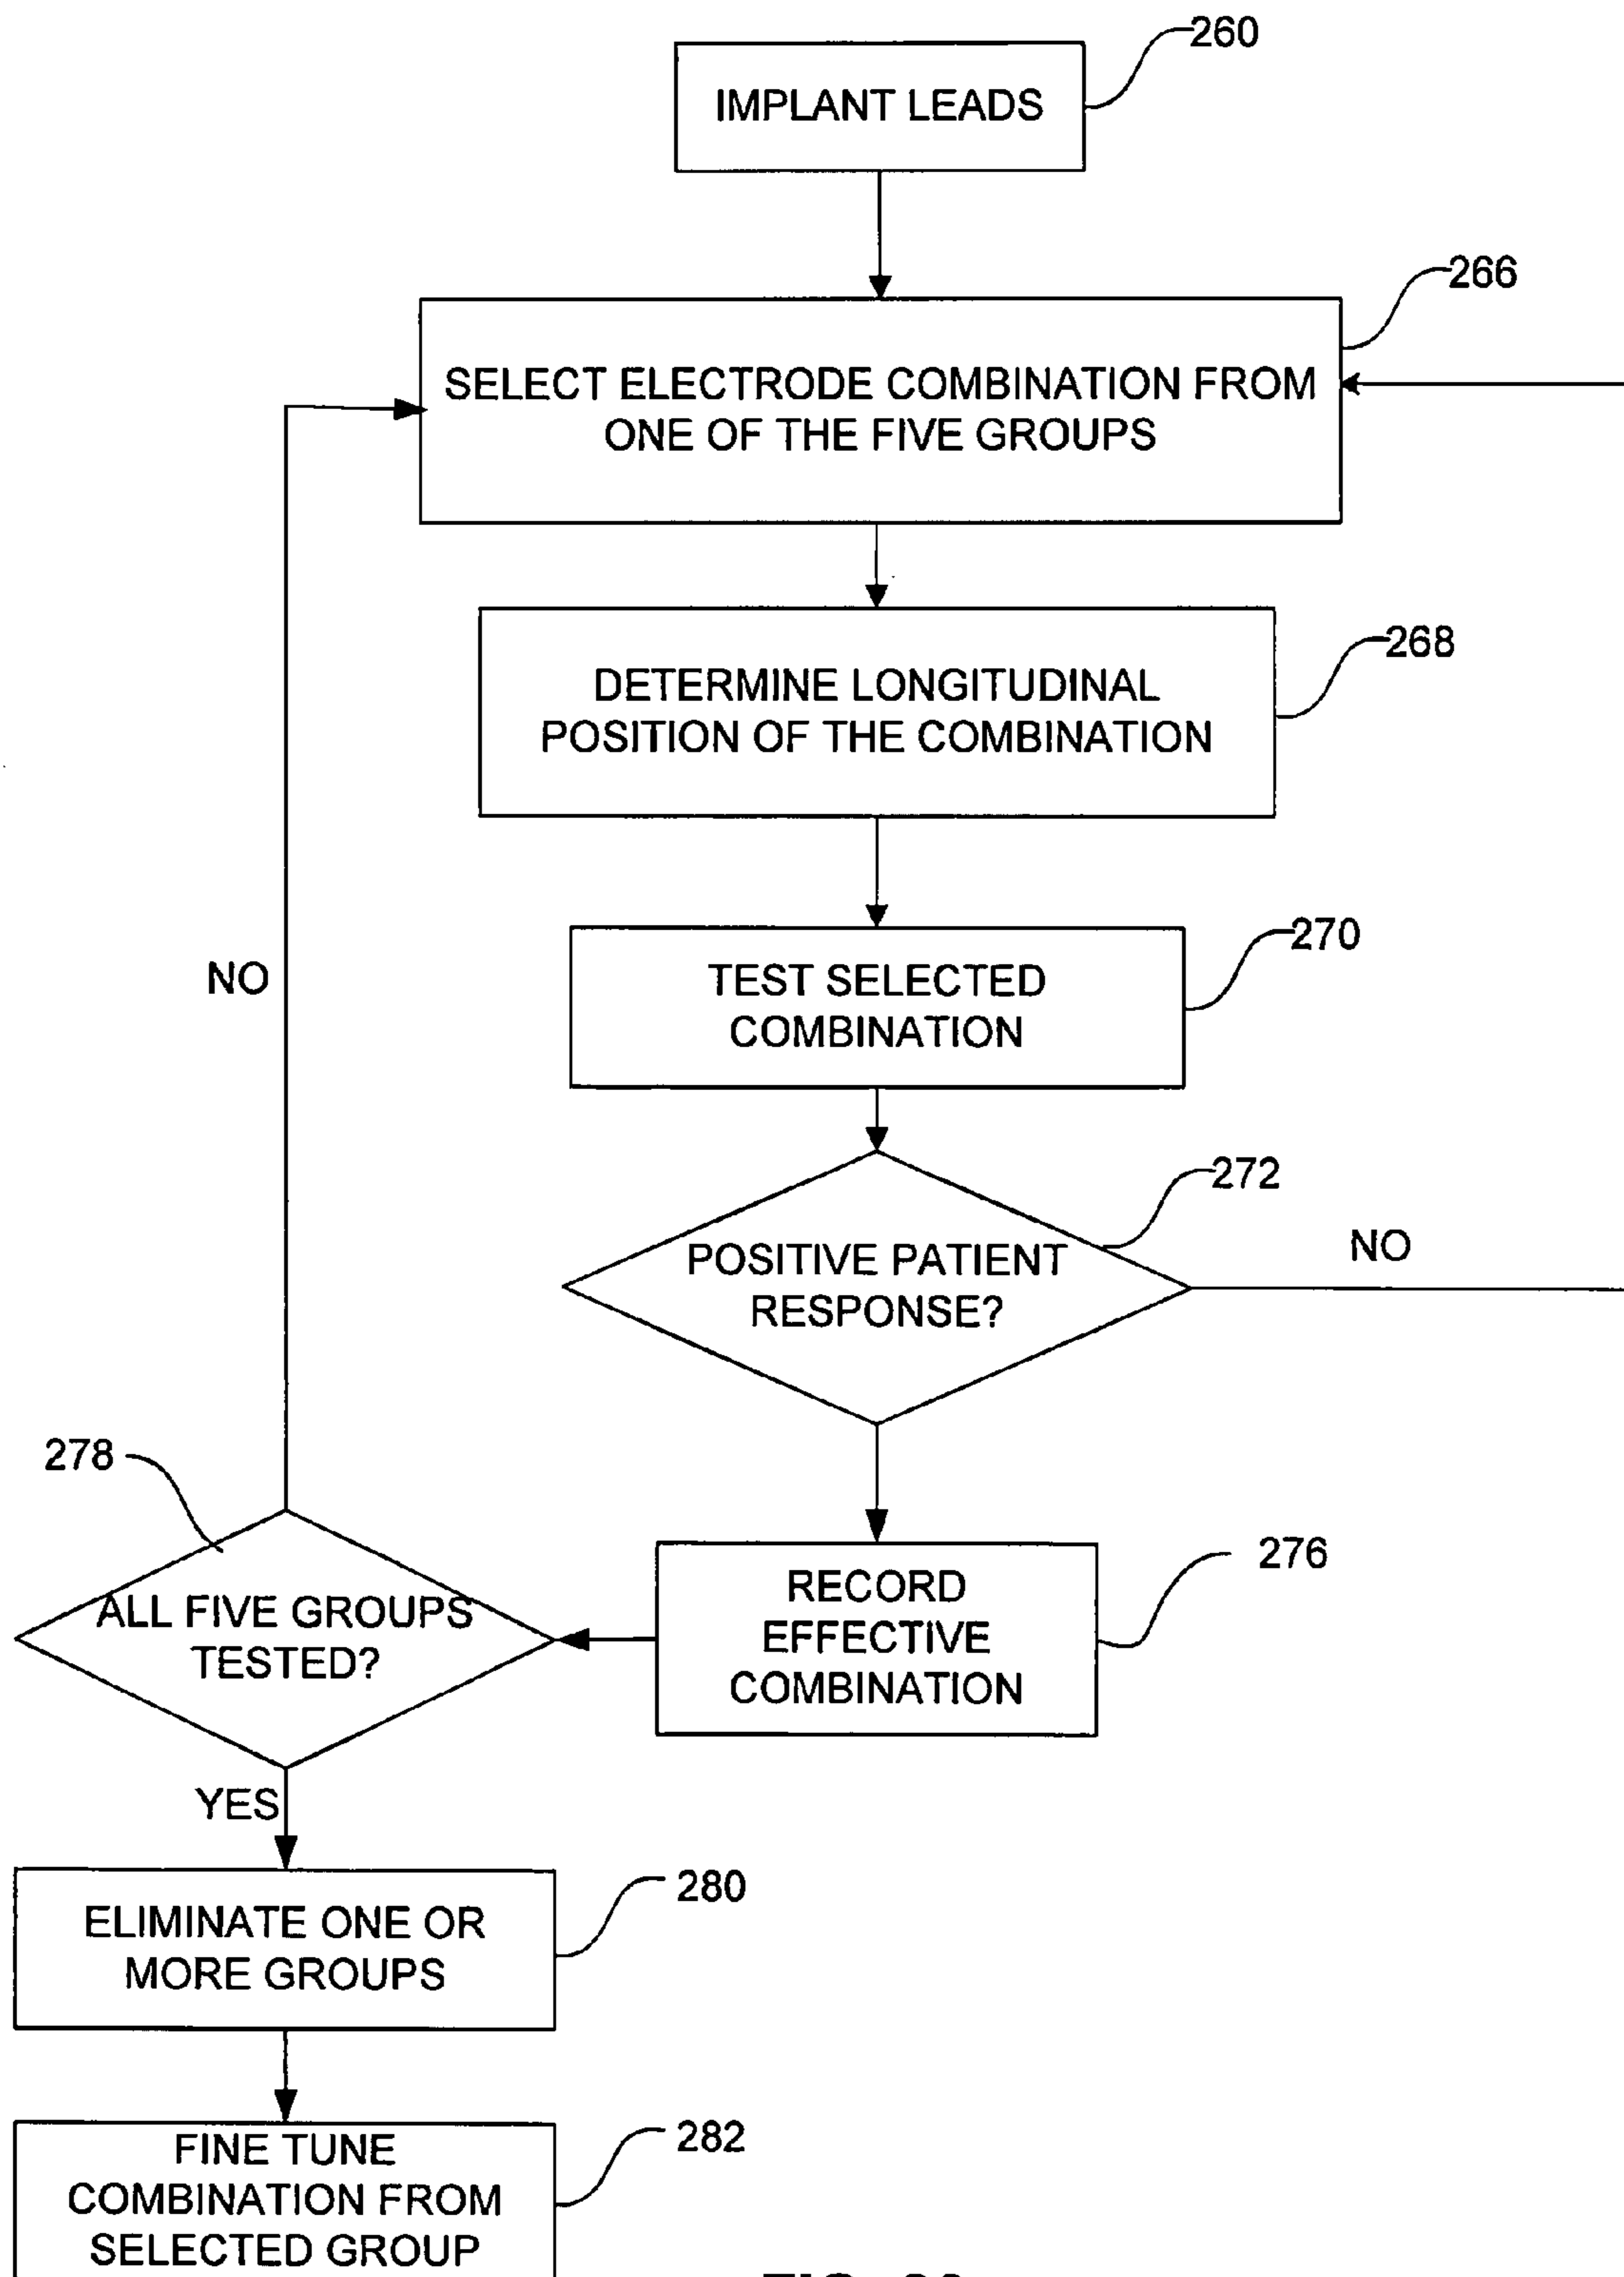 260
IMPLANT LEADS
266
SELECT ELECTRODE COMBINATION FROM
ONE OF THE FIVE GROUPS
268
DETERMINE LONGITUDINAL
POSITION OF THE COMBINATION
270
TEST SELECTED
COMBINATION
NO
272
POSITIVE PATIENT
RESPONSE?
NO
278
276
RECORD
EFFECTIVE
COMBINATION
ALL FIVE GROUPS
TESTED?
YES
280
ELIMINATE ONE OR
MORE GROUPS
282
FINE TUNE
COMBINATION FROM
SELECTED GROUP